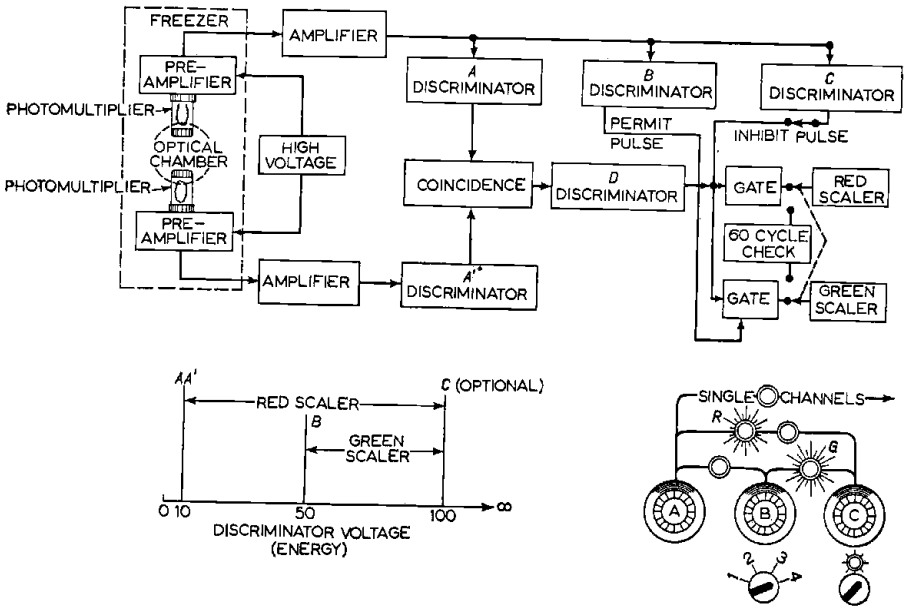 FREEZER
AMPLIFIER
PRE-
AMPLIFIER
PHOTOMULTIPLIER
OPTICAL
CHAMBER
PHOTOMULTIPLIER
PRE-
AMPLIFIER
HIGH
VOLTAGE
AMPLIFIER
A
DISCRIMINATOR
B
DISCRIMINATOR
C
DISCRIMINATOR
PERMIT
PULSE
INHIBIT PULSE
COINCIDENCE
D
DISCRIMINATOR
GATE
RED
SCALER
60 CYCLE
CHECK
A'
DISCRIMINATOR
GATE
GREEN
SCALER
AA'
C (OPTIONAL)
RED SCALER
B
GREEN
SCALER
0 10 50 100 ∞
DISCRIMINATOR VOLTAGE
(ENERGY)
SINGLE CHANNELS
R
G
A B C
1 2 3 4